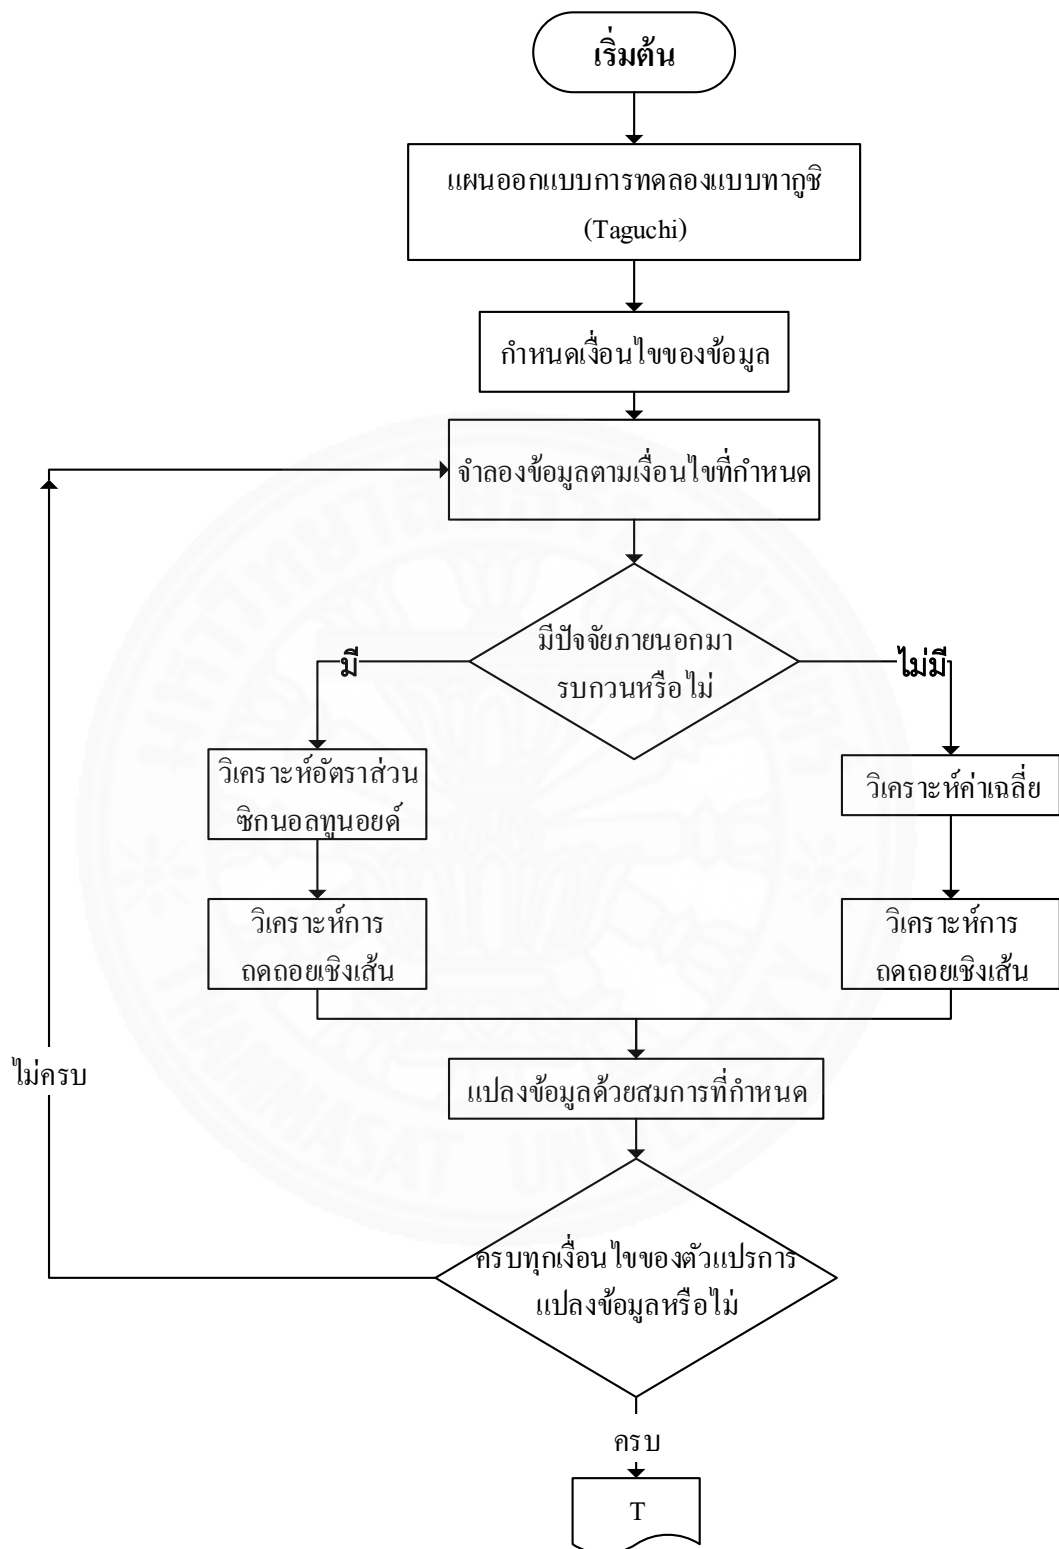 เริ่มต้น
แผนออกแบบการทดลองแบบทากูชิ
(Taguchi)
กำหนดเงื่อนไขของข้อมูล
จำลองข้อมูลตามเงื่อนไขที่กำหนด
มีปัจจัยภายนอกมา
รบกวนหรือไม่
มี
ไม่มี
วิเคราะห์อัตราส่วน
ซิกนอลทูนอยด์
วิเคราะห์ค่าเฉลี่ย
วิเคราะห์การ
ถดถอยเชิงเส้น
วิเคราะห์การ
ถดถอยเชิงเส้น
ไม่ครบ
แปลงข้อมูลด้วยสมการที่กำหนด
ครบทุกเงื่อนไขของตัวแปรการ
แปลงข้อมูลหรือไม่
ครบ
T
THAMMASAT UNIVERSITY